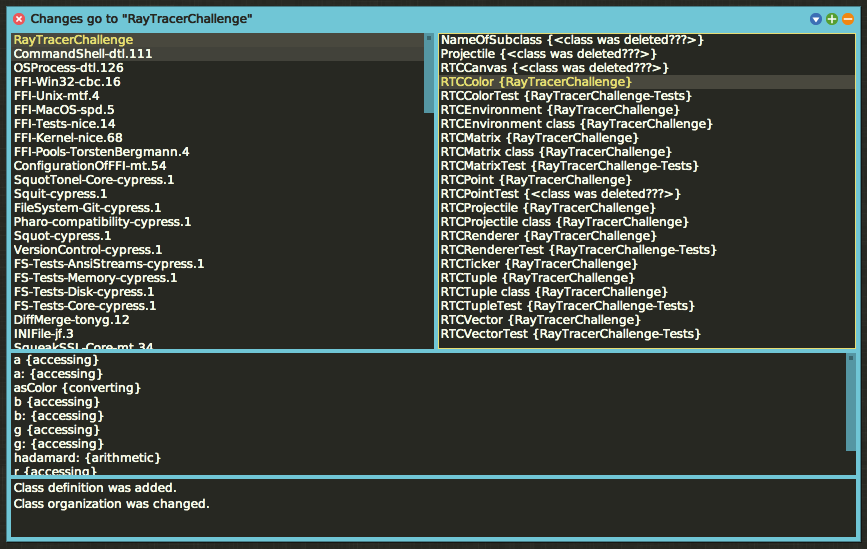 Changes go to "RayTracerChallenge"
RayTracerChallenge
CommandShell-dtl.111
OSProcess-dtl.126
FFI-Win32-cbc.16
FFI-Unix-mtf.4
FFI-MacOS-spd.5
FFI-Tests-nice.14
FFI-Kernel-nice.68
FFI-Pools-TorstenBergmann.4
ConfigurationOfFFI-mt.54
SquotTonel-Core-cypress.1
Squit-cypress.1
FileSystem-Git-cypress.1
Pharo-compatibility-cypress.1
Squot-cypress.1
VersionControl-cypress.1
FS-Tests-AnsiStreams-cypress.1
FS-Tests-Memory-cypress.1
FS-Tests-Disk-cypress.1
FS-Tests-Core-cypress.1
DiffMerge-tonyg.12
INIFile-jf.3
SqueakSSL-Core-mt.34
NameOfSubclass {<class was deleted???>}
Projectile {<class was deleted???>}
RTCCanvas {<class was deleted???>}
RTCColor {RayTracerChallenge}
RTCColorTest {RayTracerChallenge-Tests}
RTCEnvironment {RayTracerChallenge}
RTCEnvironment class {RayTracerChallenge}
RTCMatrix {RayTracerChallenge}
RTCMatrix class {RayTracerChallenge}
RTCMatrixTest {RayTracerChallenge-Tests}
RTCPoint {RayTracerChallenge}
RTCPointTest {<class was deleted???>}
RTCProjectile {RayTracerChallenge}
RTCProjectile class {RayTracerChallenge}
RTCRenderer {RayTracerChallenge}
RTCRendererTest {RayTracerChallenge-Tests}
RTCTicker {RayTracerChallenge}
RTCTuple {RayTracerChallenge}
RTCTuple class {RayTracerChallenge}
RTCTupleTest {RayTracerChallenge-Tests}
RTCVector {RayTracerChallenge}
RTCVectorTest {RayTracerChallenge-Tests}
a {accessing}
a: {accessing}
asColor {converting}
b {accessing}
b: {accessing}
g {accessing}
g: {accessing}
hadamard: {arithmetic}
r {accessing}
Class definition was added.
Class organization was changed.